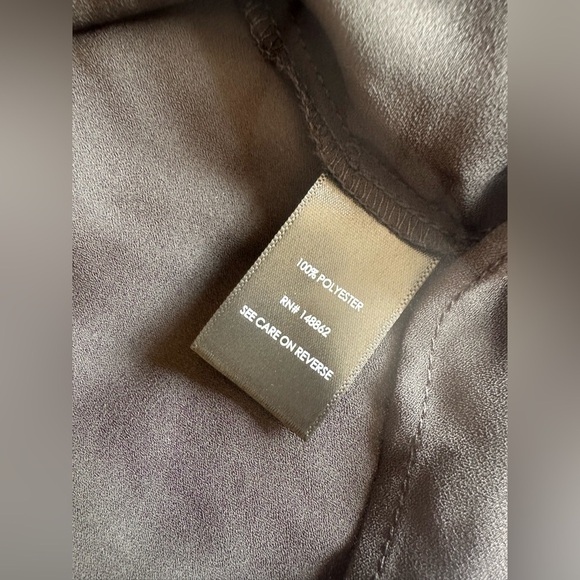 100% POLYESTER
RN# 148862
SEE CARE ON REVERSE